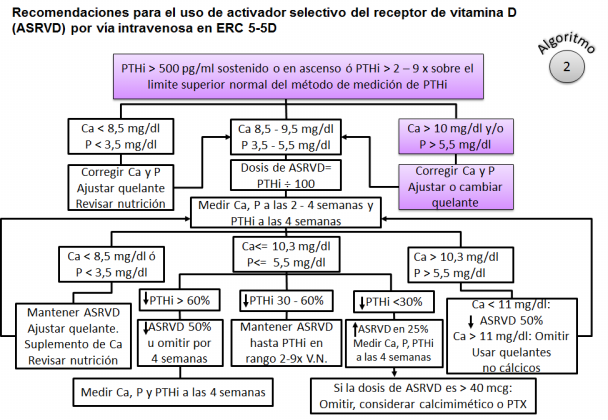 Recomendaciones para el uso de activador selectivo del receptor de vitamina D
(ASRVD) por vía intravenosa en ERC 5-5D
Algoritmo
2
PTHi > 500 pg/ml sostenido o en ascenso ó PTHi > 2 – 9 x sobre el
limite superior normal del método de medición de PTHi
Ca < 8,5 mg/dl
P < 3,5 mg/dl
Ca 8,5 - 9,5 mg/dl
P 3,5 - 5,5 mg/dl
Ca > 10 mg/dl y/o
P > 5,5 mg/dl
Corregir Ca y P
Ajustar quelante
Revisar nutrición
Dosis de ASRVD=
PTHi ÷ 100
Corregir Ca y P
Ajustar o cambiar
quelante
Medir Ca, P a las 2 - 4 semanas y
PTHi a las 4 semanas
Ca < 8,5 mg/dl ó
P < 3,5 mg/dl
Ca<= 10,3 mg/dl
P<= 5,5 mg/dl
Ca > 10,3 mg/dl
P > 5,5 mg/dl
Mantener ASRVD
Ajustar quelante.
Suplemento de Ca
Revisar nutrición
↓PTHi > 60%
↓PTHi 30 - 60%
↓PTHi <30%
↓ASRVD 50%
u omitir por
4 semanas
Mantener ASRVD
hasta PTHi en
rango 2-9x V.N.
↑ASRVD en 25%
Medir Ca, P, PTHi
a las 4 semanas
Ca < 11 mg/dl:
↓ ASRVD 50%
Ca > 11 mg/dl: Omitir
Usar quelantes
no cálcicos
Medir Ca, P y PTHi a las 4 semanas
Si la dosis de ASRVD es > 40 mcg:
Omitir, considerar calcimimético o PTX